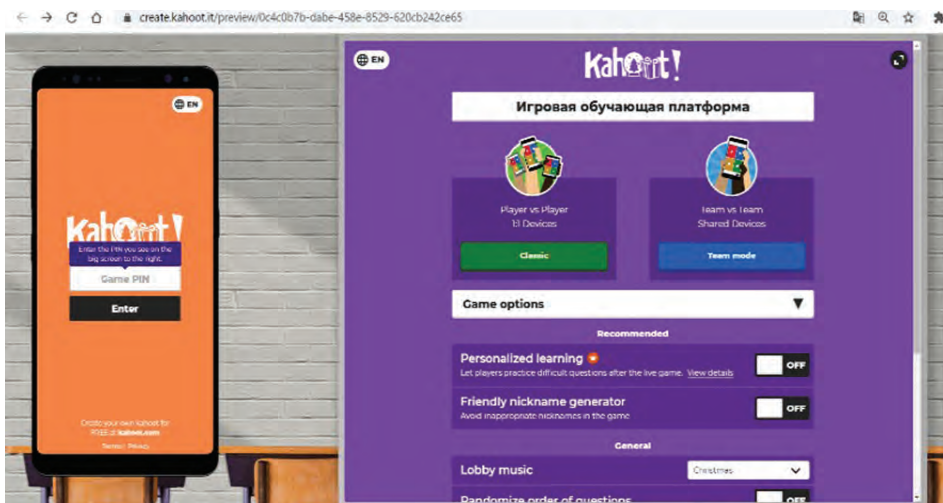 create.kahoot.it/preview/0c4c0b7b-dabe-458e-8529-620cb242ce65
EN
Kahoot!
Enter the PIN you see on the
big screen to the right.
Game PIN
Enter
Create your own kahoot for
FREE at kahoot.com
Terms | Privacy
EN
Kahoot!
Игровая обучающая платформа
Player vs Player
1:1 Devices
Classic
Team vs Team
Shared Devices
Team mode
Game options
Recommended
Personalized learning
Let players practice difficult questions after the live game. View details
OFF
Friendly nickname generator
Avoid inappropriate nicknames in the game
OFF
General
Lobby music
Christmas
Randomize order of questions
OFF